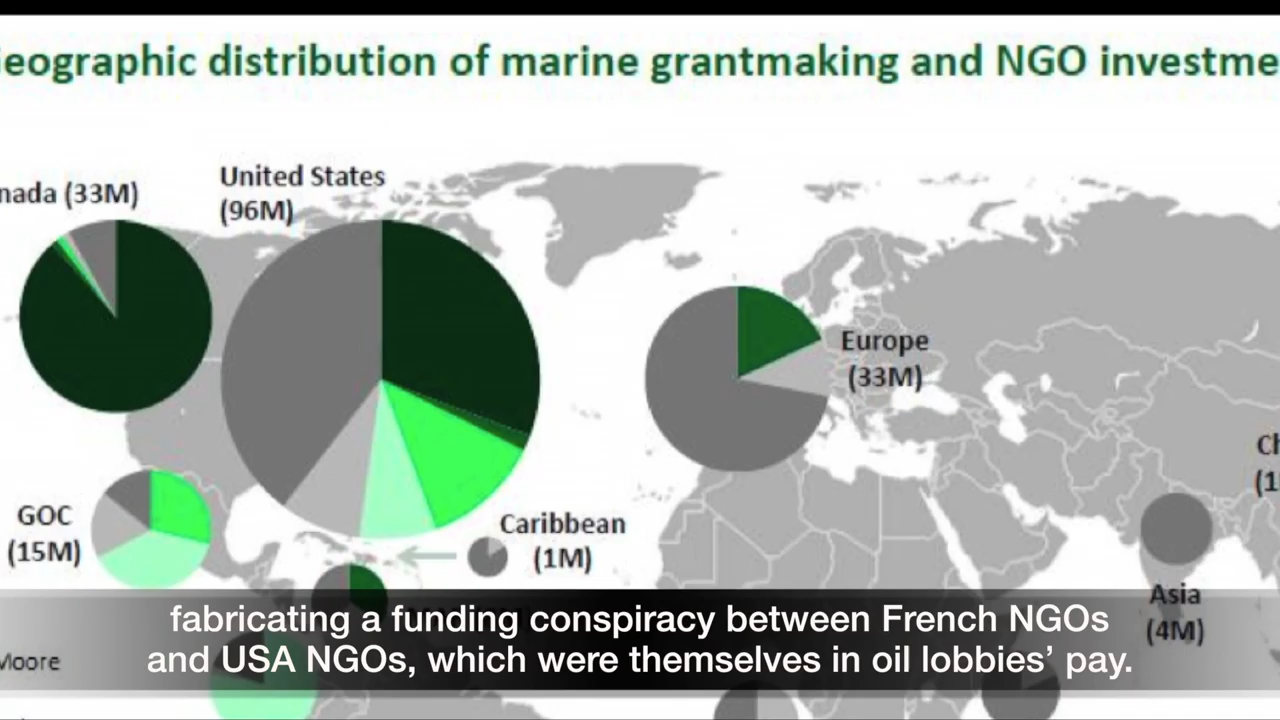 eographic distribution of marine grantmaking and NGO investme
nada (33M)
United States
(96M)
Europe
(33M)
Ch
(1
GOC
(15M)
Caribbean
(1M)
Asia
(4M)
Moore
fabricating a funding conspiracy between French NGOs
and USA NGOs, which were themselves in oil lobbies' pay.